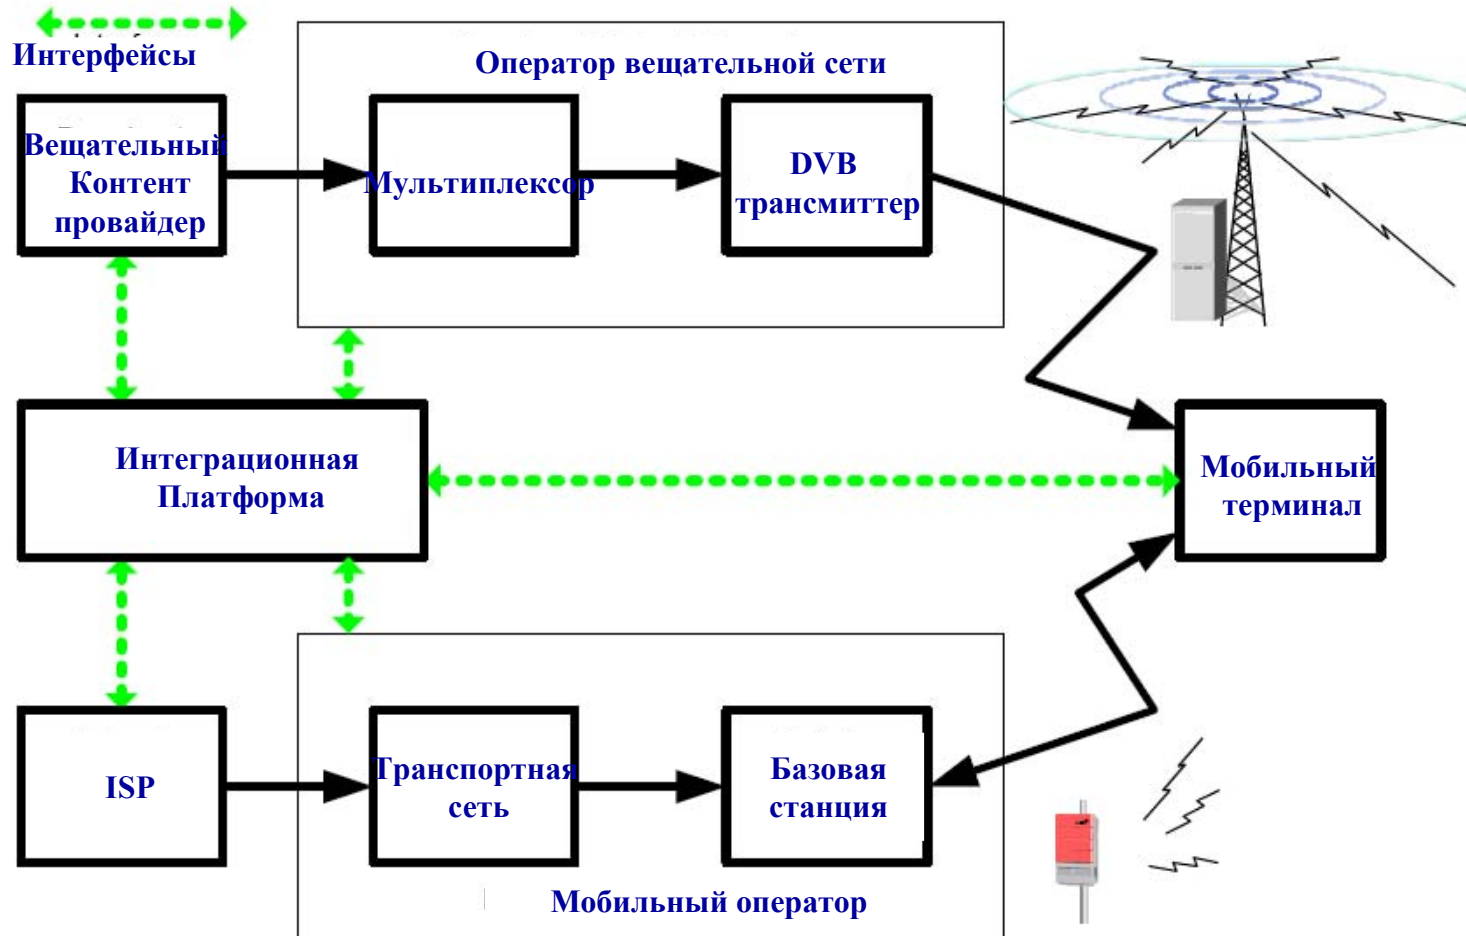 Интерфейсы
Оператор вещательной сети
Вещательный
Контент
провайдер
Мультиплексор
DVB
трансмиттер
Интеграционная
Платформа
Мобильный
терминал
ISP
Транспортная
сеть
Базовая
станция
Мобильный оператор